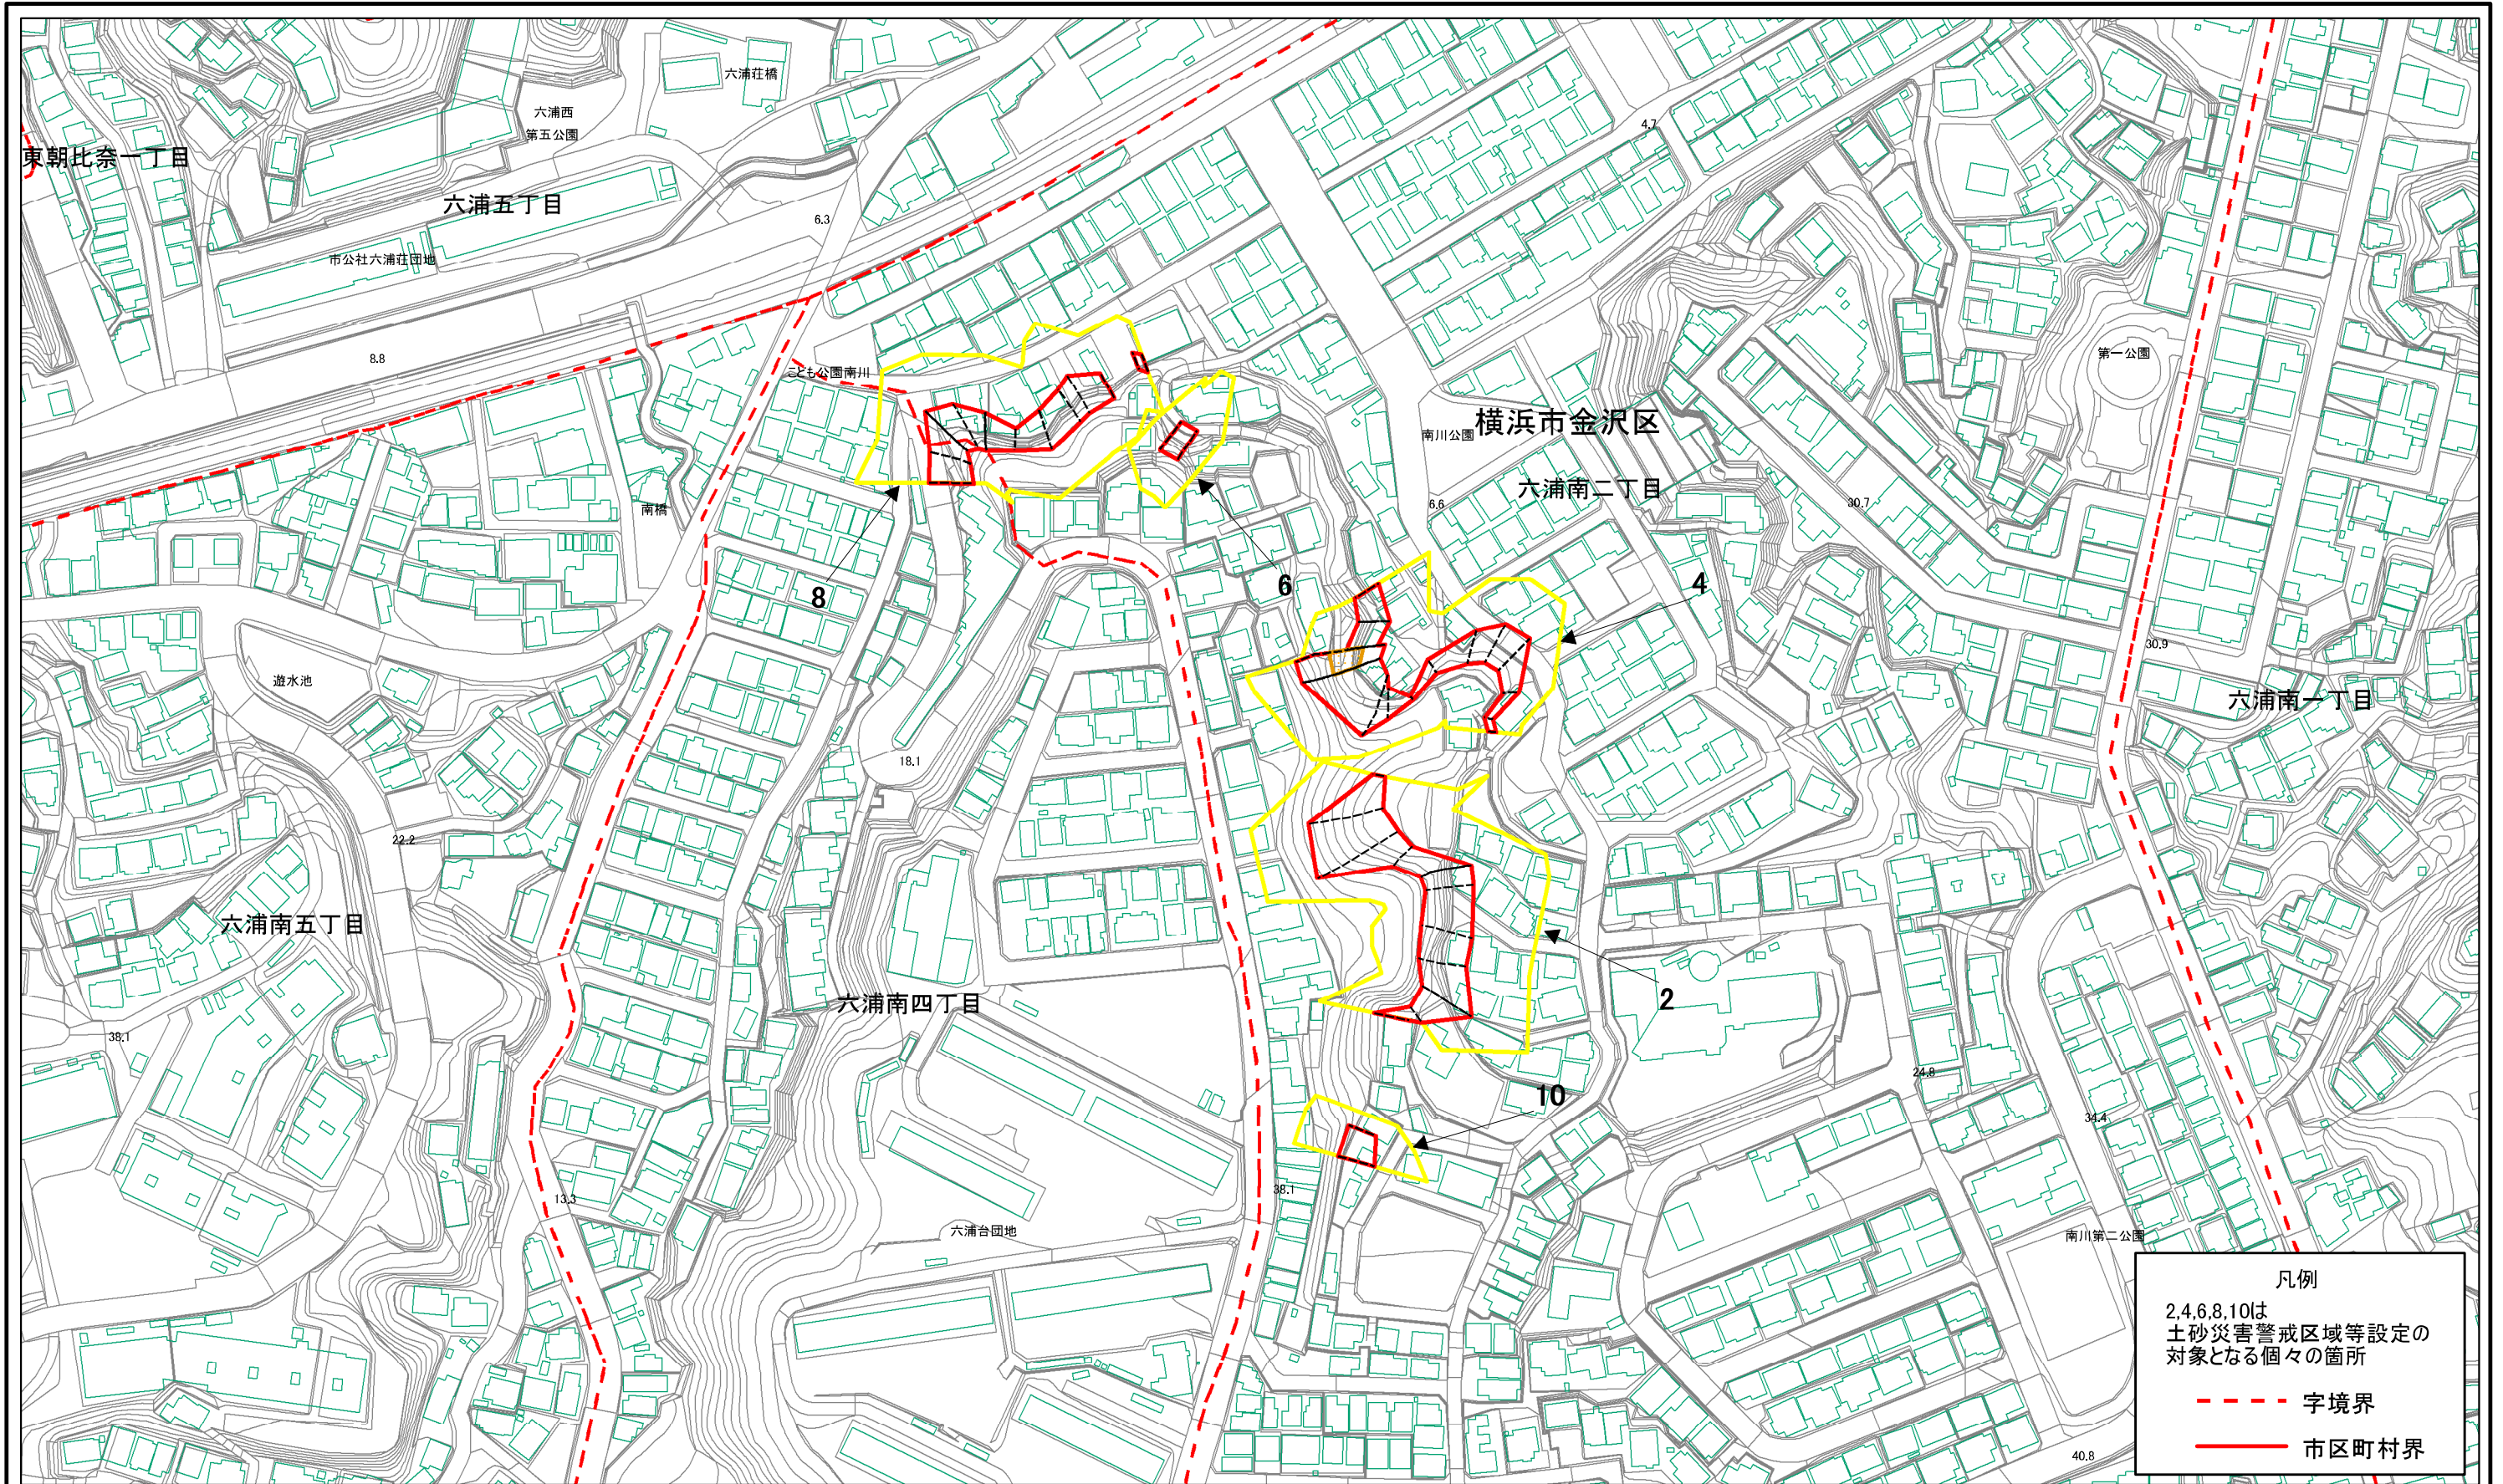 六浦荘橋
六浦西
第五公園
4.7
東朝比奈一丁目
六浦五丁目
6.3
市公社六浦荘団地
8.8
こども公園南川
第一公園
横浜市金沢区
南川公園
六浦南二丁目
6.6
30.7
南橋
8
6
4
30.9
遊水池
六浦南一丁目
18.1
22.2
六浦南五丁目
六浦南四丁目
2
38.1
24.8
10
34.4
38.1
13.3
六浦台団地
南川第二公園
凡例
2,4,6,8,10は
土砂災害警戒区域等設定の
対象となる個々の箇所
字境界
市区町村界
40.8